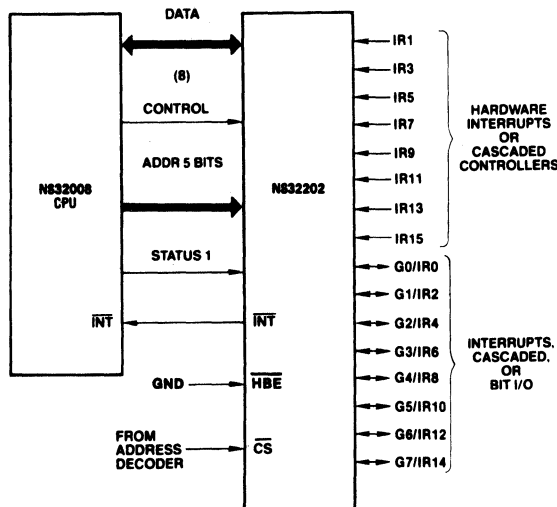 DATA
(8)
CONTROL
ADDR 5 BITS
STATUS 1
NS32008
CPU
INT
NS32202
INT
GND
HBE
FROM
ADDRESS
DECODER
CS
IR1
IR3
IR5
IR7
IR9
IR11
IR13
IR15
HARDWARE
INTERRUPTS
OR
CASCADED
CONTROLLERS
G0/IR0
G1/IR2
G2/IR4
G3/IR6
G4/IR8
G5/IR10
G6/IR12
G7/IR14
INTERRUPTS,
CASCADED,
OR
BIT I/O